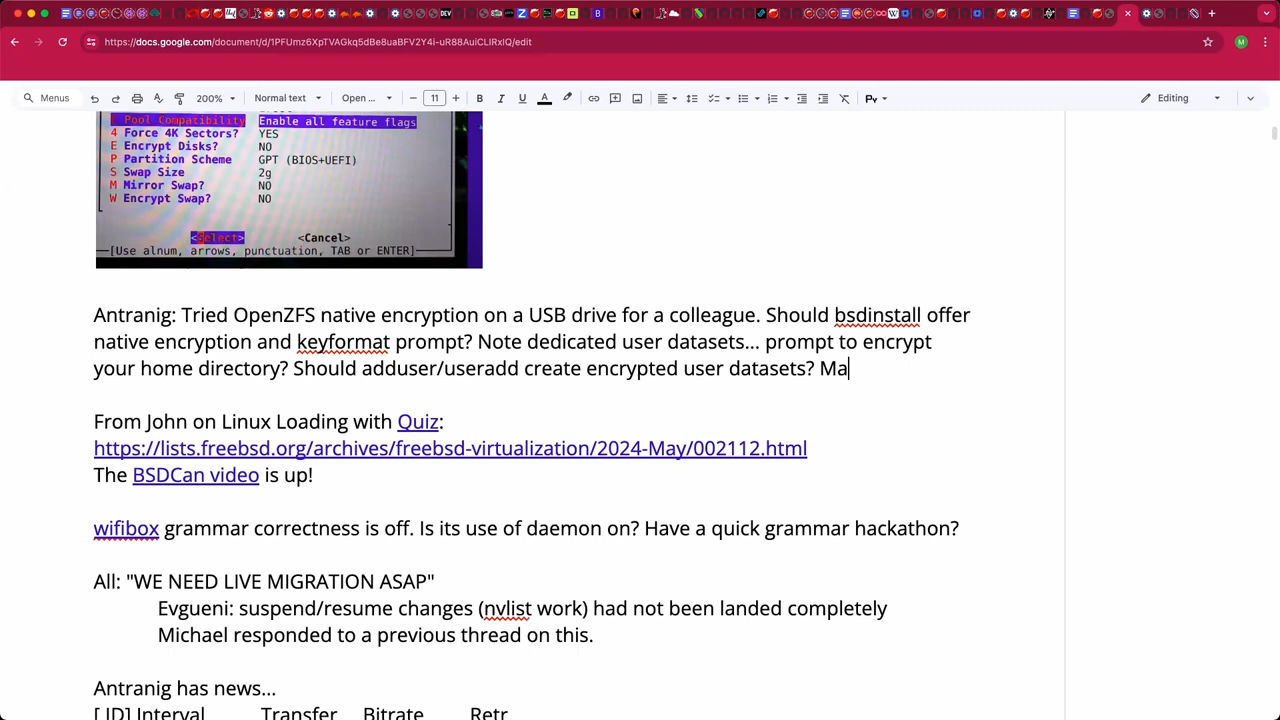 https://docs.google.com/document/d/1PFUmz6XpTVAGkq5dBe8uaBFV2Y4i-uR88AuiCLIRxIQ/edit
M
Menus
200%
Normal text
Open ...
11
Editing
Pool Compatibility Enable all feature flags
4 Force 4K Sectors? YES
E Encrypt Disks? NO
P Partition Scheme GPT (BIOS+UEFI)
S Swap Size 2g
M Mirror Swap? NO
W Encrypt Swap? NO
<Select> <Cancel>
[Use alnum, arrows, punctuation, TAB or ENTER]
Antranig: Tried OpenZFS native encryption on a USB drive for a colleague. Should bsdinstall offer
native encryption and keyformat prompt? Note dedicated user datasets... prompt to encrypt
your home directory? Should adduser/useradd create encrypted user datasets? Ma
From John on Linux Loading with Quiz:
https://lists.freebsd.org/archives/freebsd-virtualization/2024-May/002112.html
The BSDCan video is up!
wifibox grammar correctness is off. Is its use of daemon on? Have a quick grammar hackathon?
All: "WE NEED LIVE MIGRATION ASAP"
Evgueni: suspend/resume changes (nvlist work) had not been landed completely
Michael responded to a previous thread on this.
Antranig has news...
[ ID] Interval Transfer Bitrate Retr